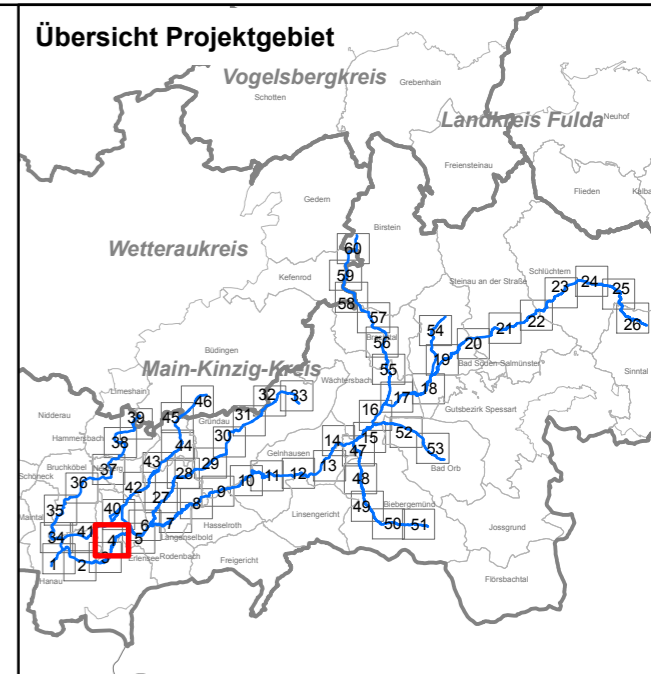 Übersicht Projektgebiet
Vogelsbergkreis
Grebenhain
Schotten
Landkreis Fulda
Neuhof
Freiensteinau
Flieden
Gedern
Birstein
Wetteraukreis
60
Kefenrod
59
Steinau an der Straße
Schlüchtern
23
24
25
58
57
54
22
26
21
56
20
Büdingen
Main-Kinzig-Kreis
19
Bad Soden-Salmünster
Sinntal
Limeshain
46
32
33
Wächtersbach
55
18
17
Nidderau
39
45
31
Gründau
16
Gutsbezirk Spessart
Hammersbach
38
30
44
14
15
52
Bruchköbel
37
43
29
Gelnhausen
47
53
Schöneck
36
28
10
11
12
13
48
Bad Orb
42
9
Linsengericht
35
40
27
8
Hasselroth
49
Biebergemünd
Maintal
41
6
7
Langenselbold
50
51
Jossgrund
34
4
5
Erlensee
Rodenbach
Freigericht
1
2
3
Hanau
Flörsbachtal